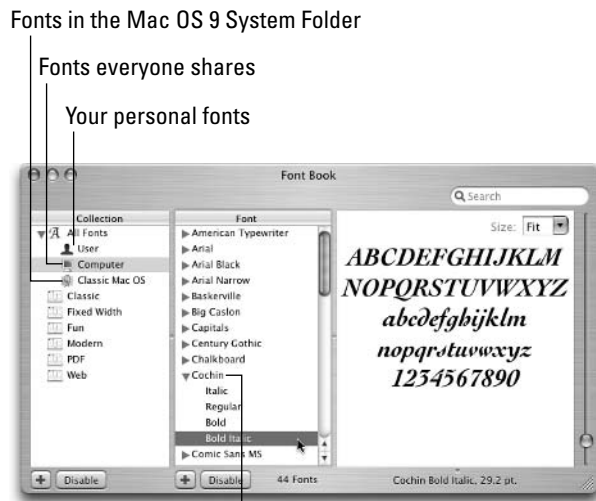 Fonts in the Mac OS 9 System Folder
Fonts everyone shares
Your personal fonts
Font Book
Search
Collection
All Fonts
User
Computer
Classic Mac OS
Classic
Fixed Width
Fun
Modern
PDF
Web
Disable
Font
American Typewriter
Arial
Arial Black
Arial Narrow
Baskerville
Big Caslon
Capitals
Century Gothic
Chalkboard
Cochin
Italic
Regular
Bold
Bold Italic
Comic Sans MS
Disable
44 Fonts
Size: Fit
ABCDEFGHIJKLM
NOPQRSTUVWXYZ
abcdefghijklm
nopqrstuvwxyz
1234567890
Cochin Bold Italic, 29.2 pt.